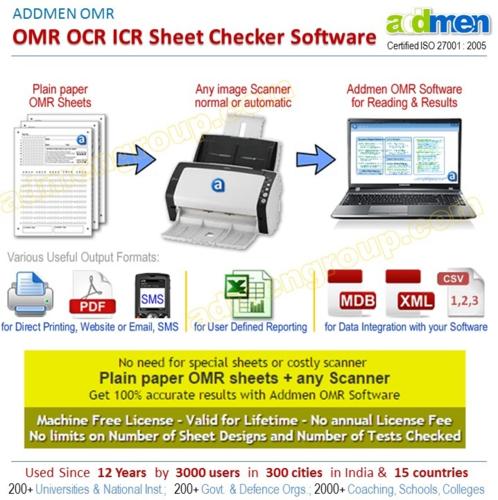 ADDMEN OMR
OMR OCR ICR Sheet Checker Software
addmen
Certified ISO 27001 : 2005
Plain paper
OMR Sheets
Any image Scanner
normal or automatic
Addmen OMR Software
for Reading & Results
a
a
addmengroup.com
Various Useful Output Formats:
PDF
SMS
MDB
XML
CSV
1,2,3
for Direct Printing, Website or Email, SMS
for User Defined Reporting
for Data Integration with your Software
No need for special sheets or costly scanner
Plain paper OMR sheets + any Scanner
Get 100% accurate results with Addmen OMR Software
Machine Free License - Valid for Lifetime - No annual License Fee
No limits on Number of Sheet Designs and Number of Tests Checked
Used Since 12 Years by 3000 users in 300 cities in India & 15 countries
200+ Universities & National Inst.; 200+ Govt. & Defence Orgs.; 2000+ Coaching, Schools, Colleges